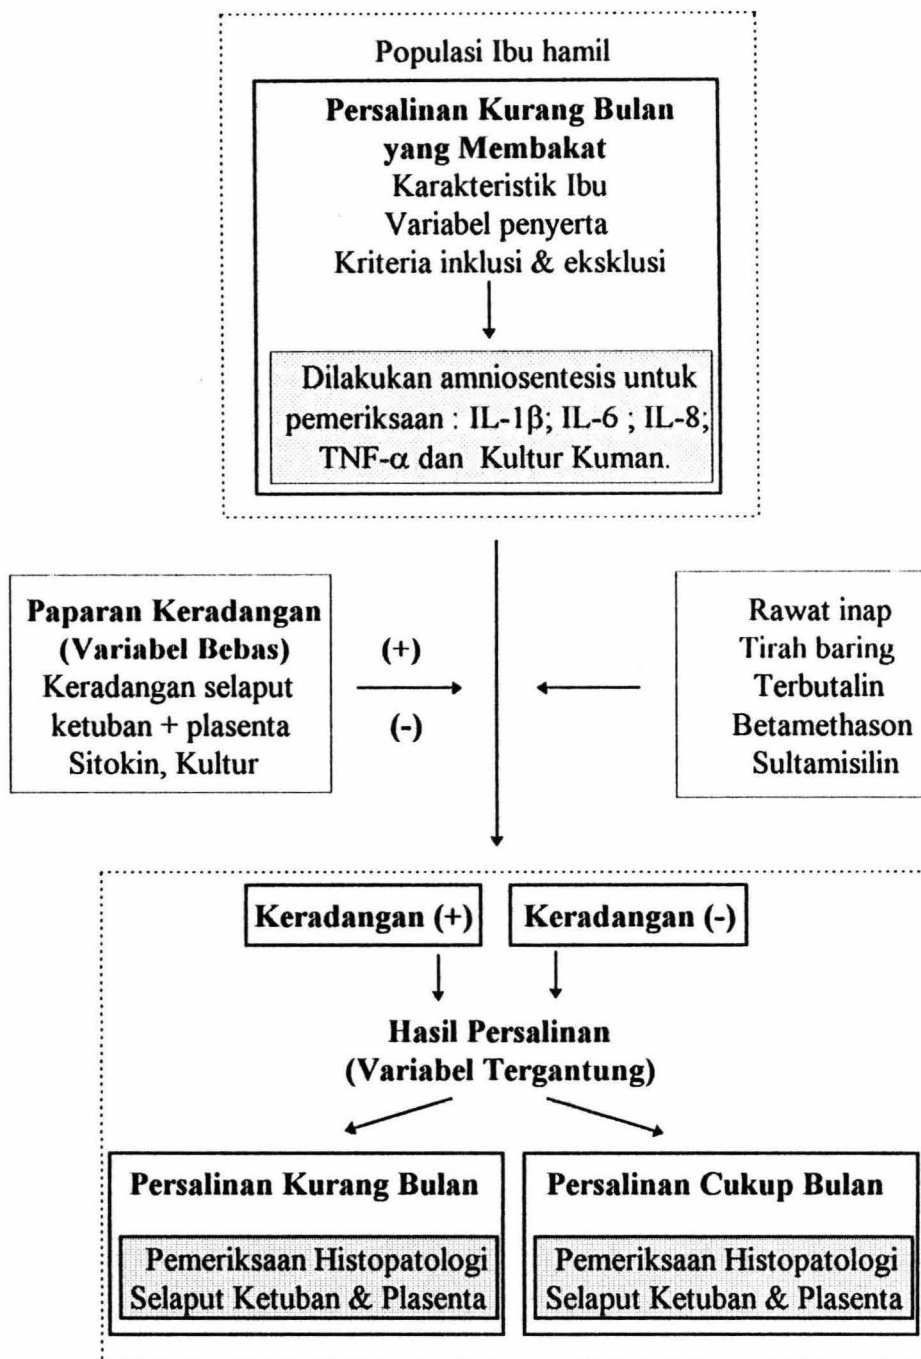 Populasi Ibu hamil
Persalinan Kurang Bulan
yang Membakat
Karakteristik Ibu
Variabel penyerta
Kriteria inklusi & eksklusi
Dilakukan amniosentesis untuk
pemeriksaan : IL-1β; IL-6 ; IL-8;
TNF-α dan Kultur Kuman.
Paparan Keradangan
(Variabel Bebas)
Keradangan selaput
ketuban + plasenta
Sitokin, Kultur
(+)
(-)
Rawat inap
Tirah baring
Terbutalin
Betamethason
Sultamisilin
Keradangan (+)
Keradangan (-)
Hasil Persalinan
(Variabel Tergantung)
Persalinan Kurang Bulan
Pemeriksaan Histopatologi
Selaput Ketuban & Plasenta
Persalinan Cukup Bulan
Pemeriksaan Histopatologi
Selaput Ketuban & Plasenta